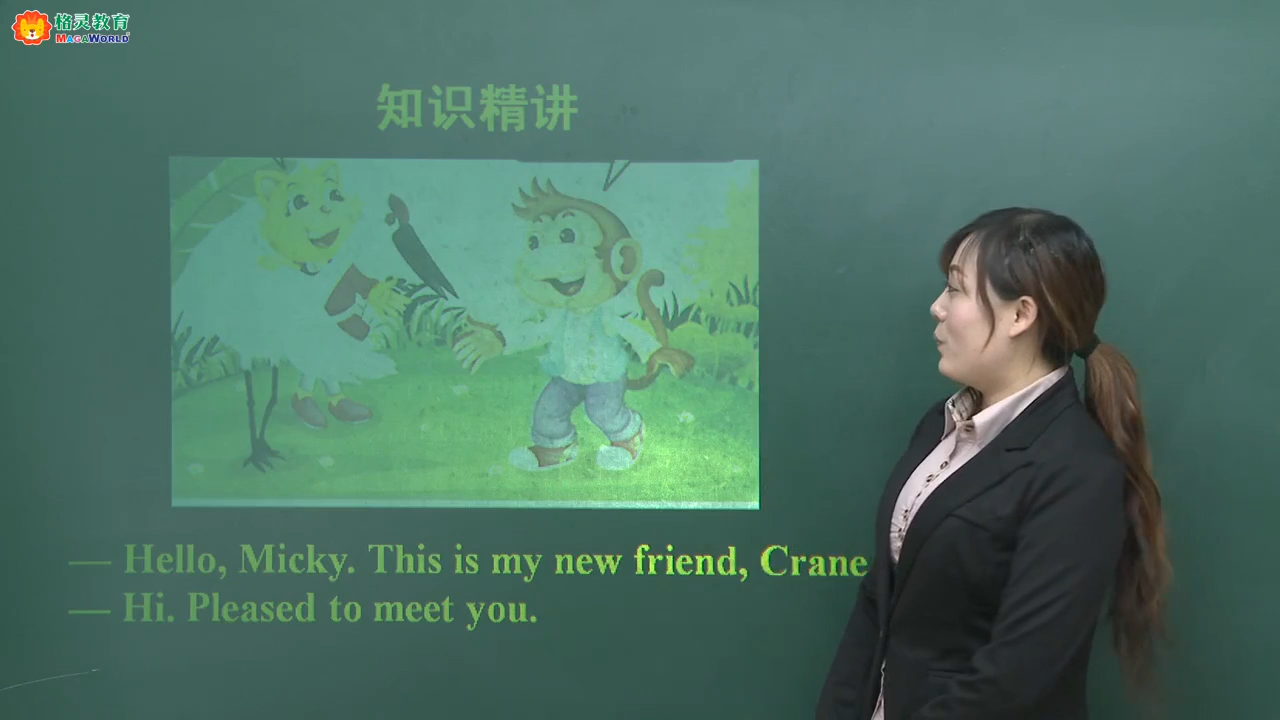 格灵教育
MAGAWORLD
知识精讲
— Hello, Micky. This is my new friend, Crane
— Hi. Pleased to meet you.